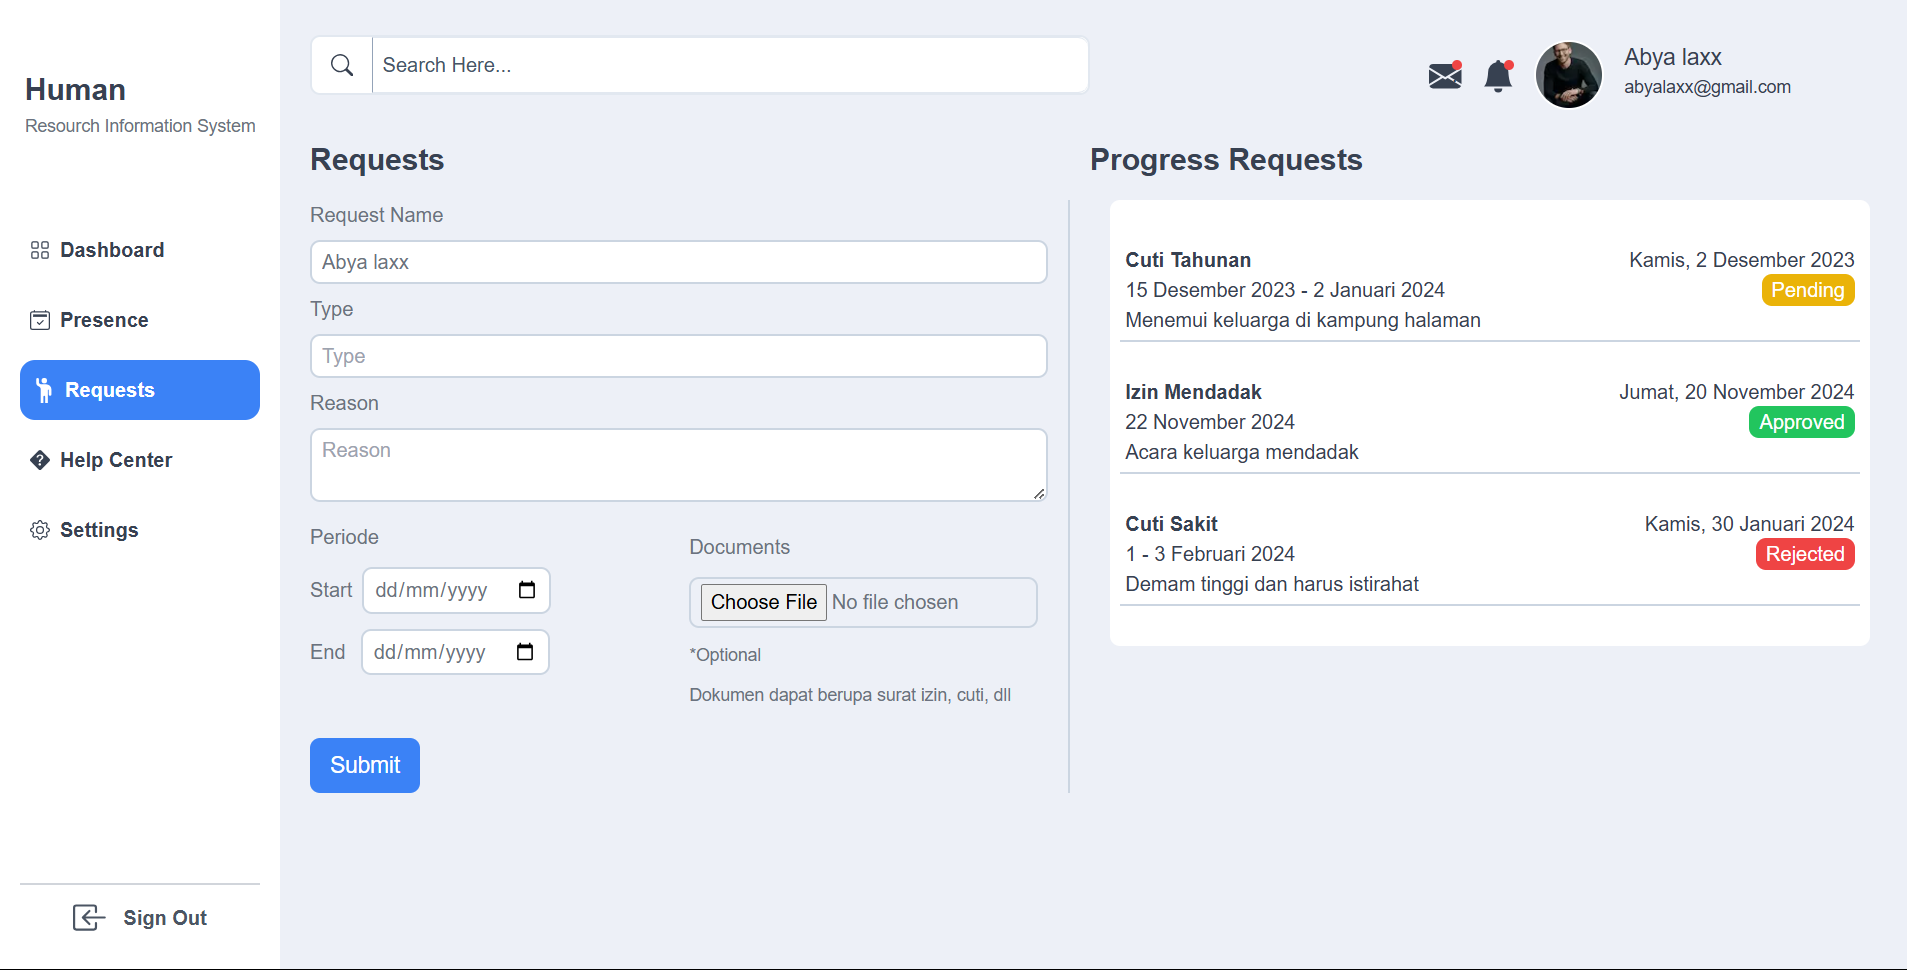 Human
Resourch Information System
Dashboard
Presence
Requests
Help Center
Settings
Sign Out
Search Here...
Abya laxx
abyalaxx@gmail.com
Requests
Request Name
Abya laxx
Type
Type
Reason
Reason
Periode
Start dd/mm/yyyy
End dd/mm/yyyy
Documents
Choose File No file chosen
*Optional
Dokumen dapat berupa surat izin, cuti, dll
Submit
Progress Requests
Cuti Tahunan Kamis, 2 Desember 2023
15 Desember 2023 - 2 Januari 2024 Pending
Menemui keluarga di kampung halaman
Izin Mendadak Jumat, 20 November 2024
22 November 2024 Approved
Acara keluarga mendadak
Cuti Sakit Kamis, 30 Januari 2024
1 - 3 Februari 2024 Rejected
Demam tinggi dan harus istirahat